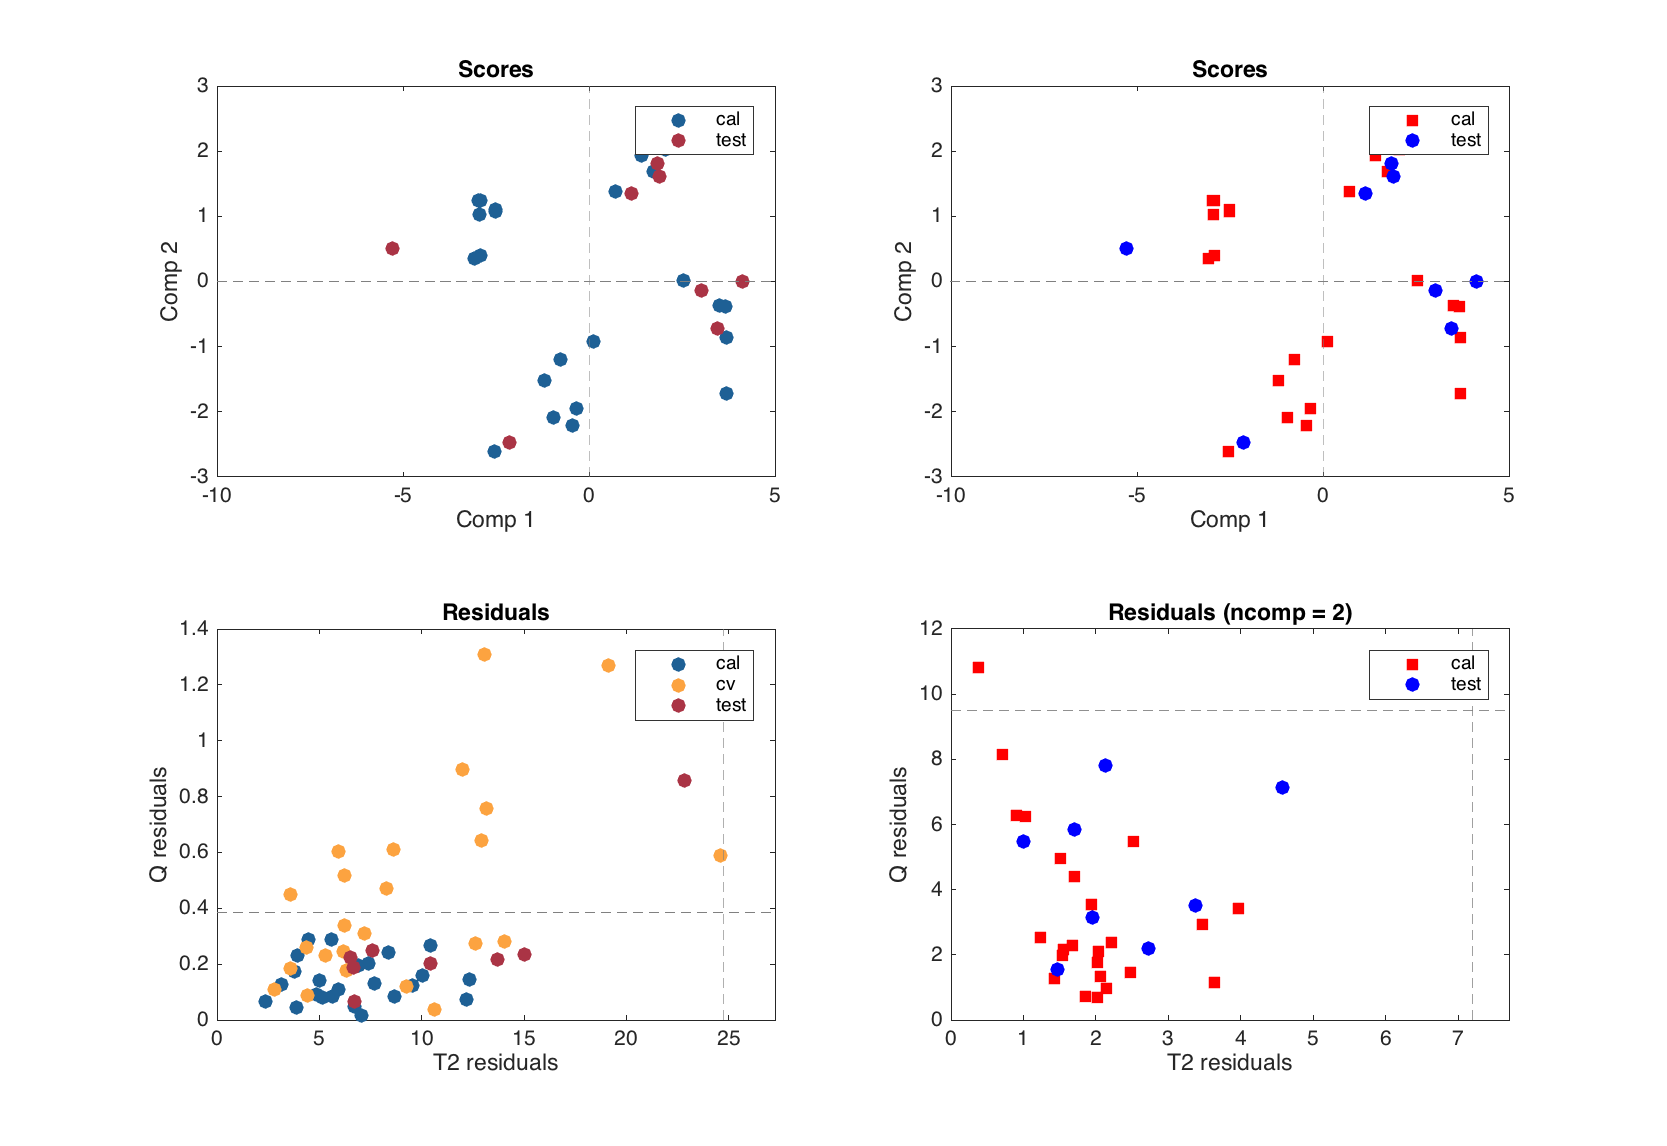 Scores
3
2
1
0
-1
-2
-3
Comp 2
cal
test
-10
-5
0
5
Comp 1
Scores
3
2
1
0
-1
-2
-3
Comp 2
cal
test
-10
-5
0
5
Comp 1
Residuals
1.4
1.2
1
0.8
0.6
0.4
0.2
0
Q residuals
cal
cv
test
0
5
10
15
20
25
T2 residuals
Residuals (ncomp = 2)
12
10
8
6
4
2
0
Q residuals
cal
test
0
1
2
3
4
5
6
7
T2 residuals